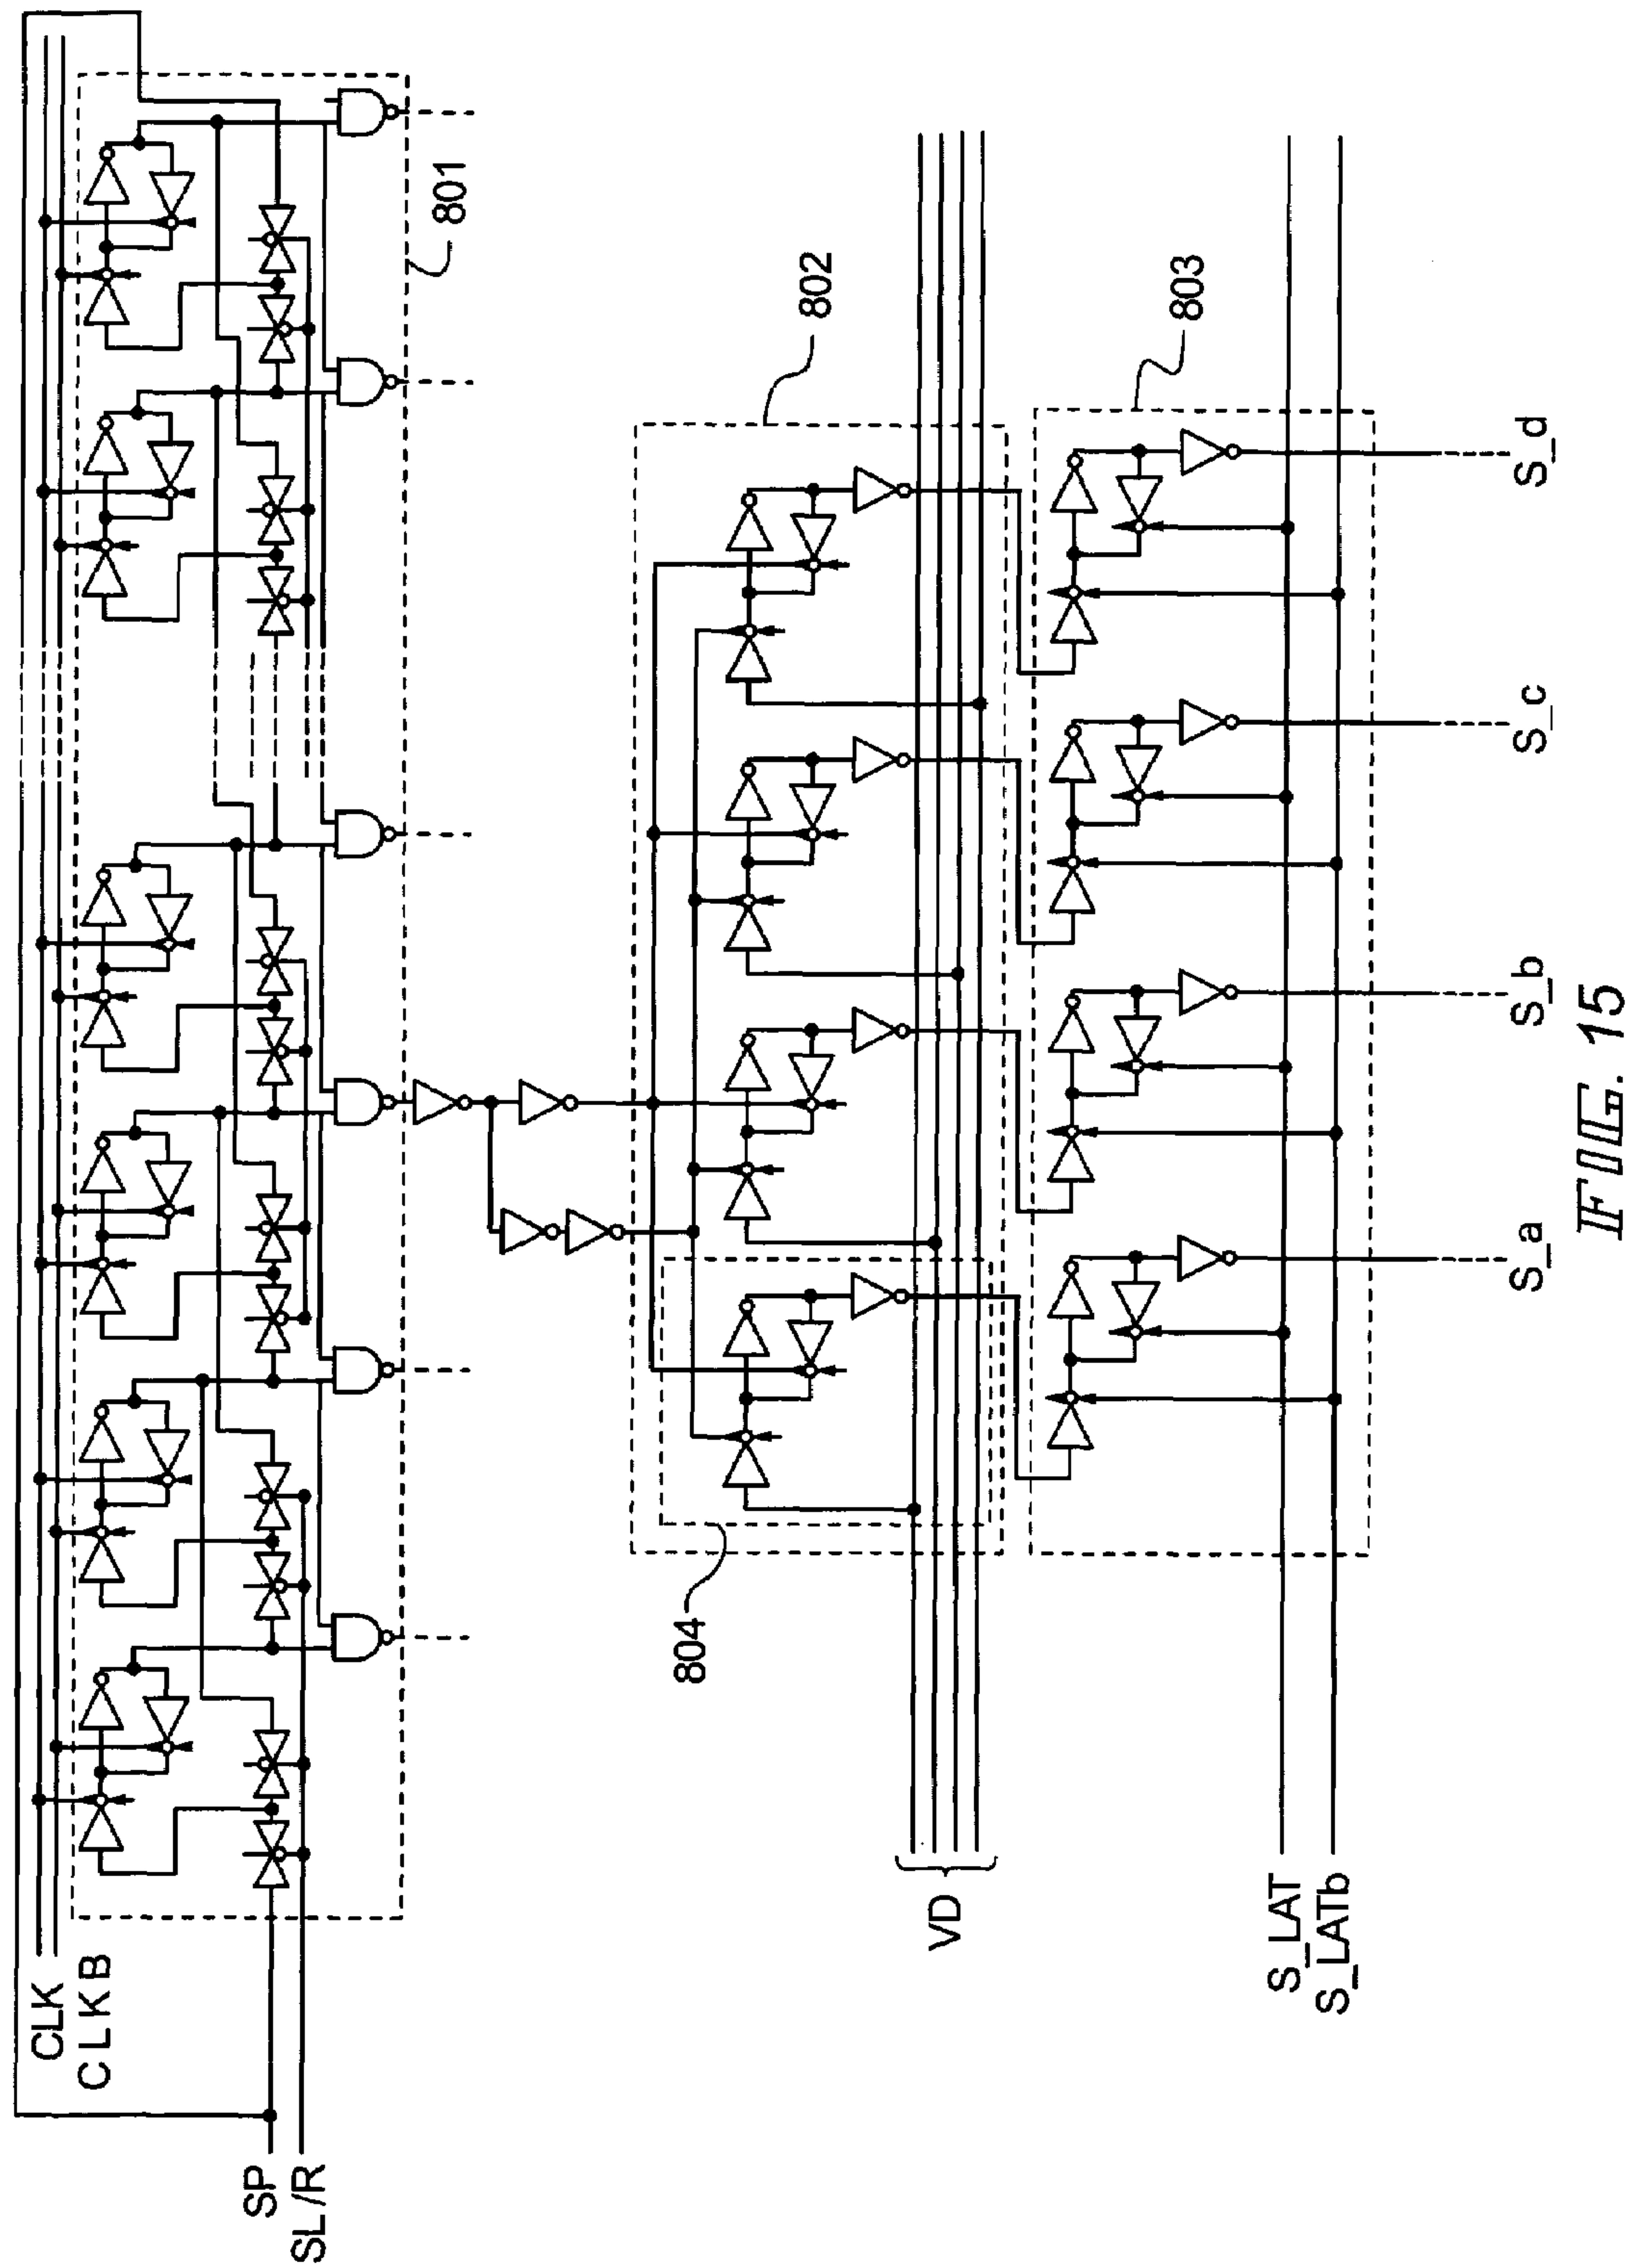 CLK
CLKB
SP
SL/R
801
802
804
VD
803
S_LAT
S_LATb
S_a
S_b
S_c
S_d
FIG. 15